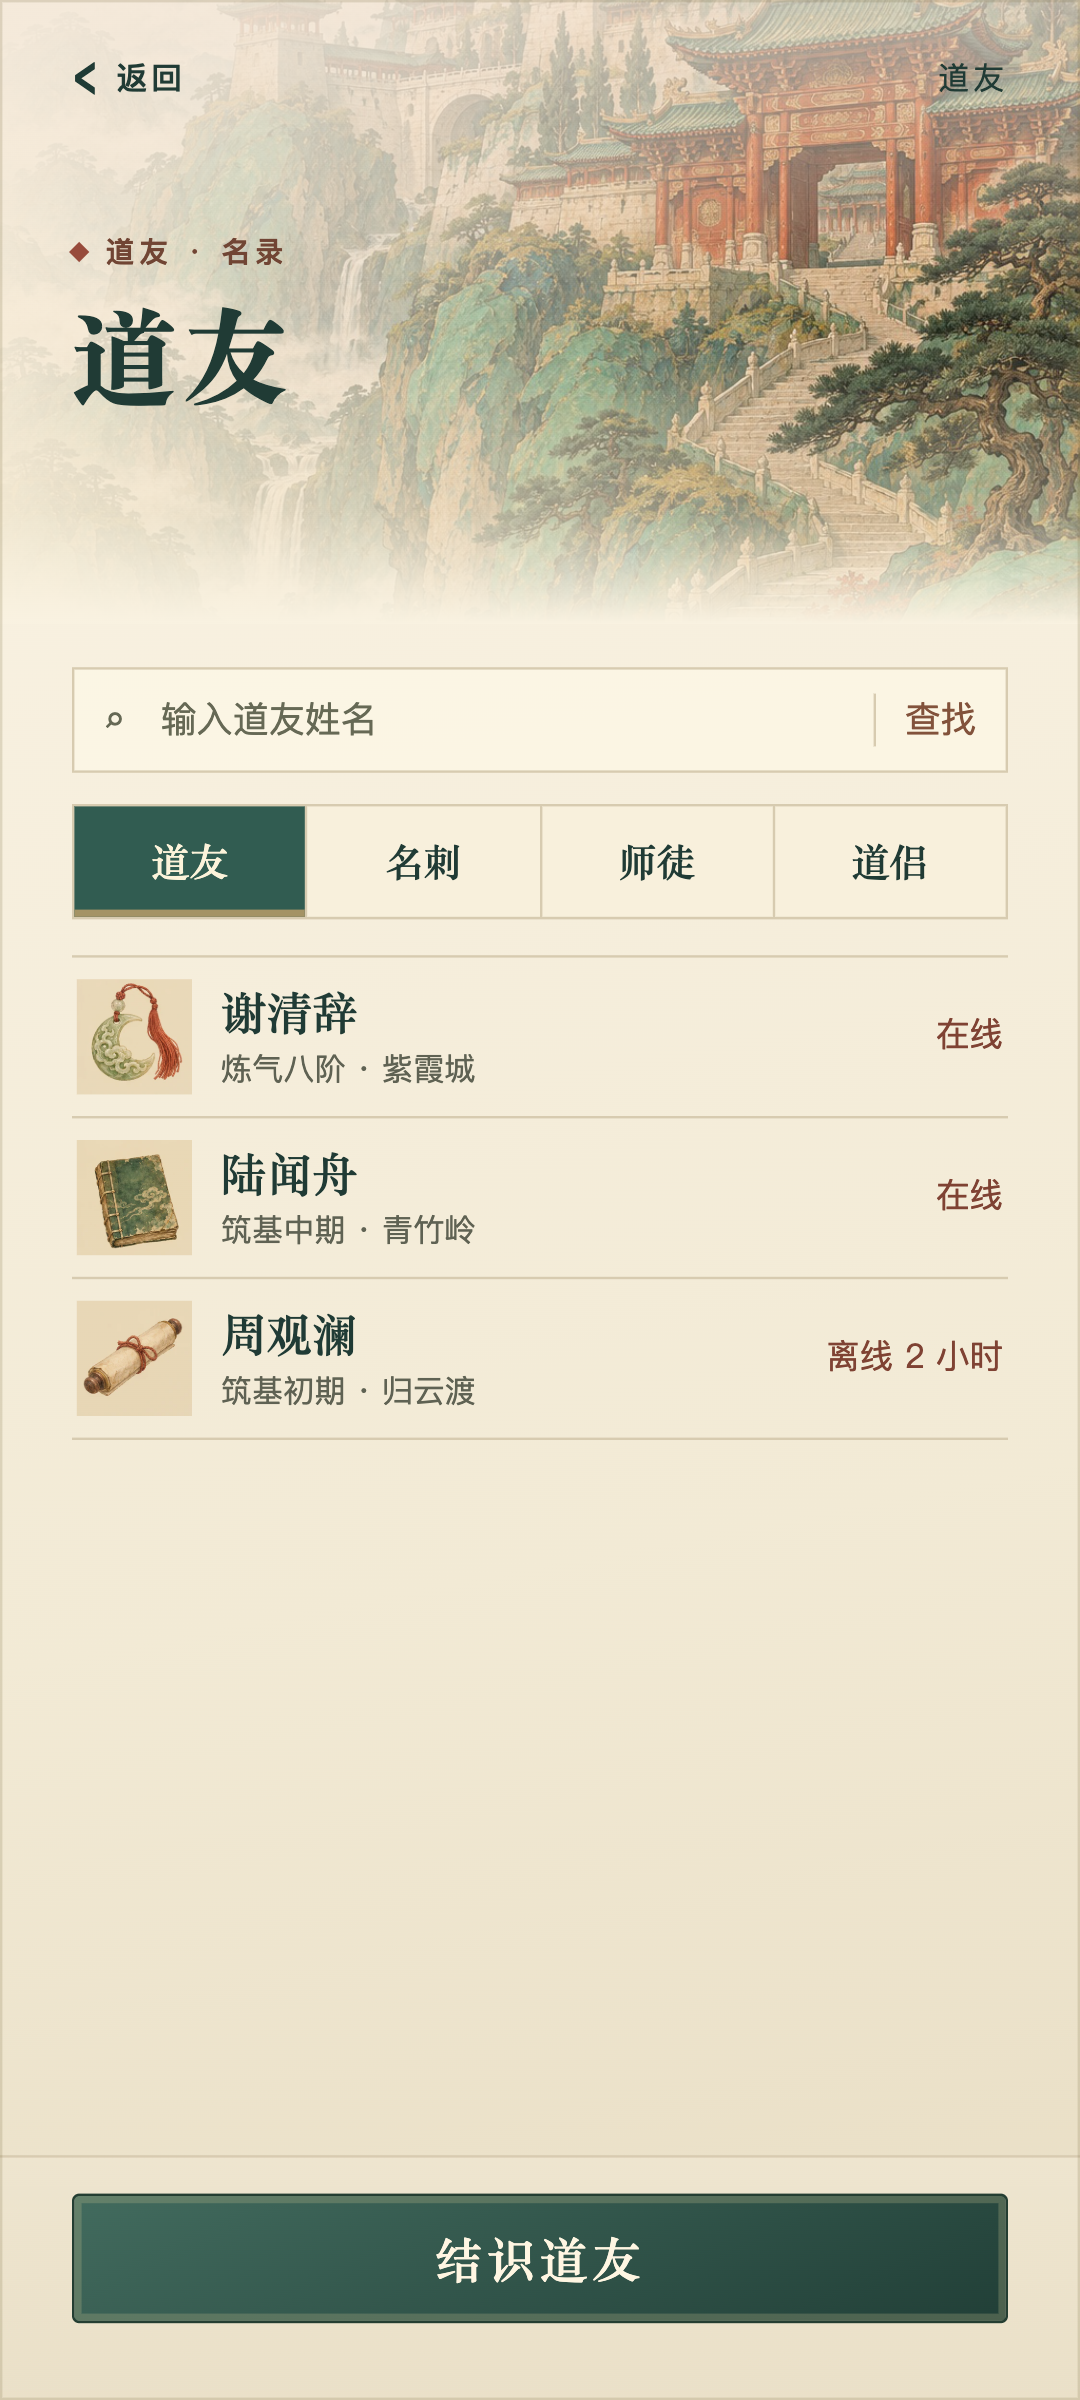 返回
道友
道友 · 名录
道友
输入道友姓名
查找
道友
名刺
师徒
道侣
谢清辞
炼气八阶 · 紫霞城
在线
陆闻舟
筑基中期 · 青竹岭
在线
周观澜
筑基初期 · 归云渡
离线 2 小时
结识道友